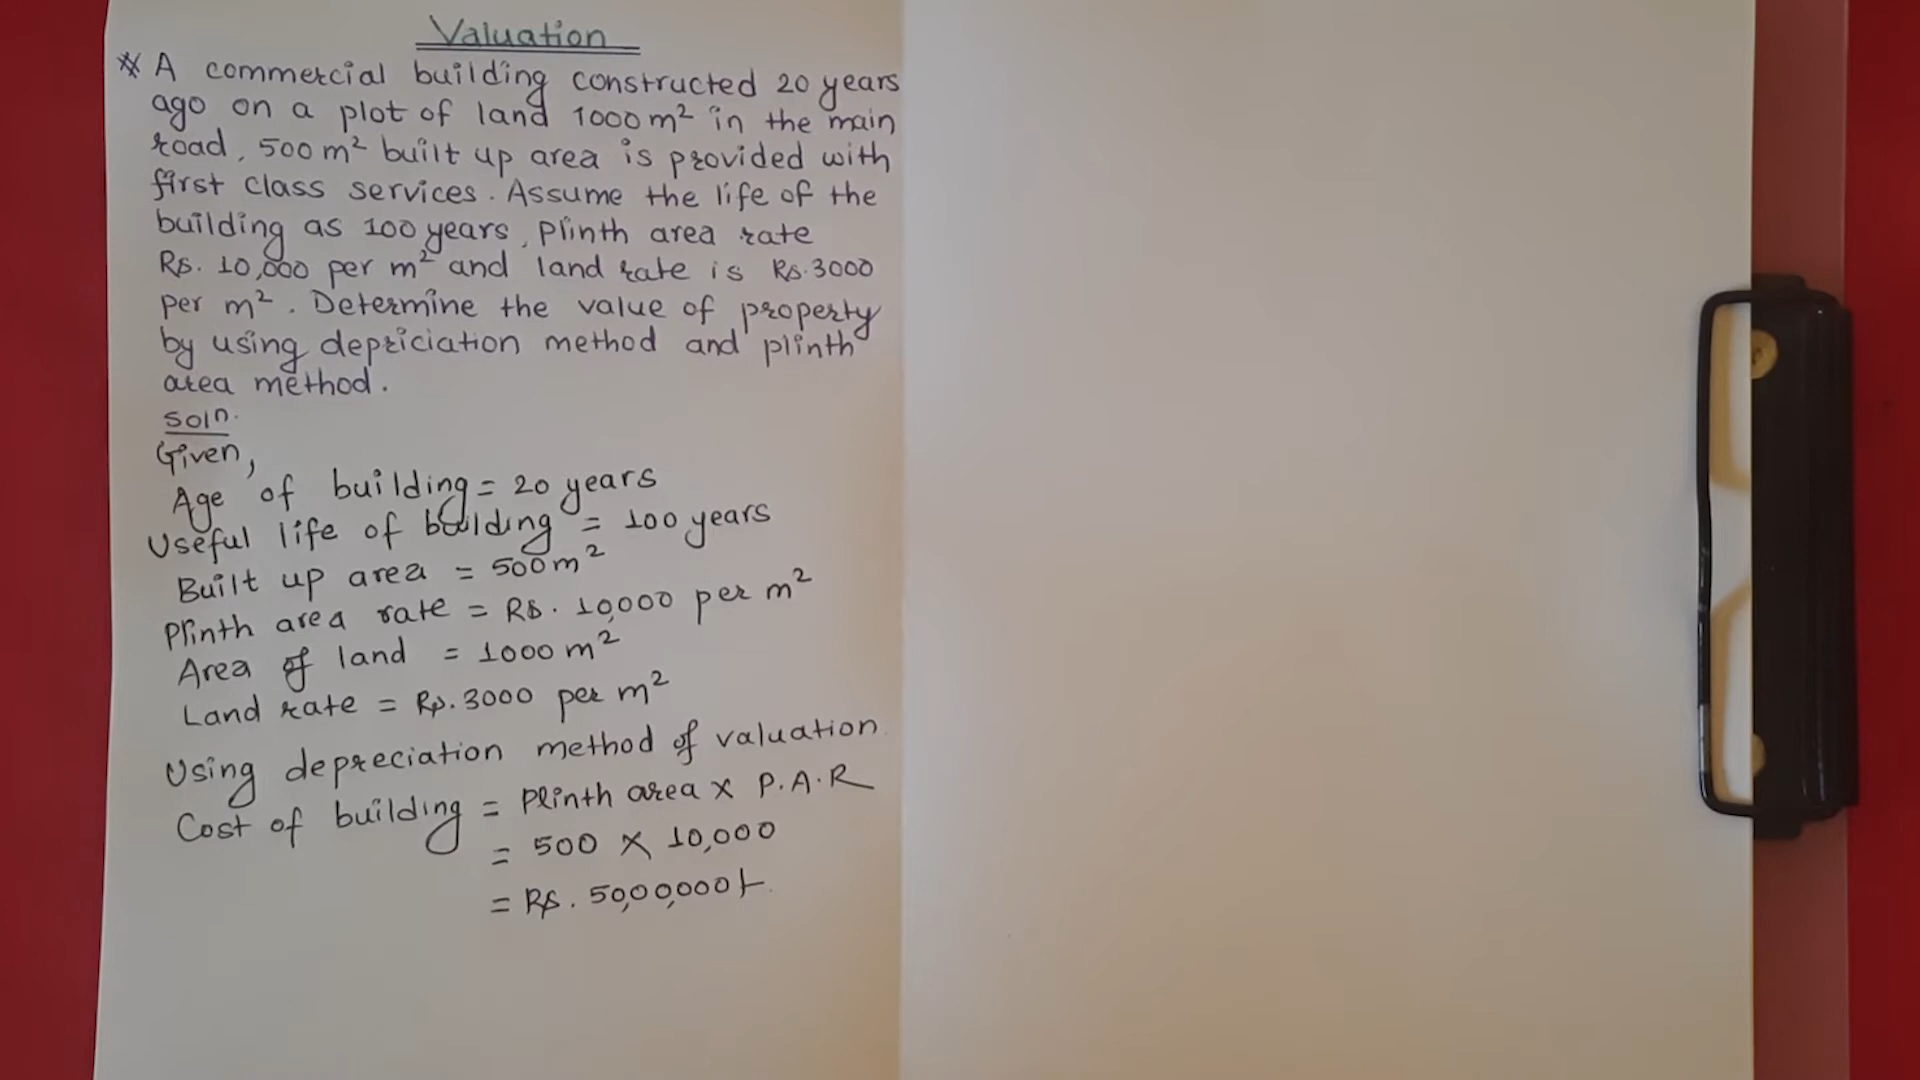 Valuation
* A commercial building constructed 20 years
ago on a plot of land 1000 m² in the main
road, 500 m² built up area is provided with
first class services. Assume the life of the
building as 100 years, plinth area rate
Rs. 10,000 per m² and land rate is Rs. 3000
per m². Determine the value of property
by using depriciation method and plinth
area method.
Soln.
Given,
Age of building = 20 years
Useful life of building = 100 years
Built up area = 500 m²
Plinth area rate = Rs. 10,000 per m²
Area of land = 1000 m²
Land rate = Rs. 3000 per m²
Using depreciation method of valuation
Cost of building = Plinth area x P.A.R
= 500 x 10,000
= Rs. 50,00,000/-